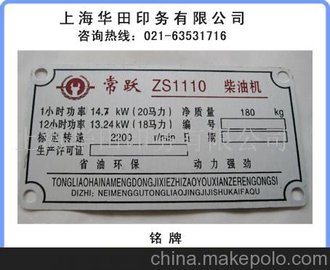 上海华田印务有限公司
咨询热线：021-63531716
常跃 ZS1110 柴油机
1小时功率 14.7 kW(20马力) 净质量 180 kg
12小时功率 13.24kW(18马力) 编号
标定转速 2200 r/min 日期
生产许可证
省油环保 动力强劲
TONGLIAOHAINAMENGDONGJIXIEZHIZAOYOUXIANZERENGONGSI
DIZHI: NEIMENGGUTONGLIAOJINGJIJISHUKAIFAQU
铭牌
www.china.makepolo.com